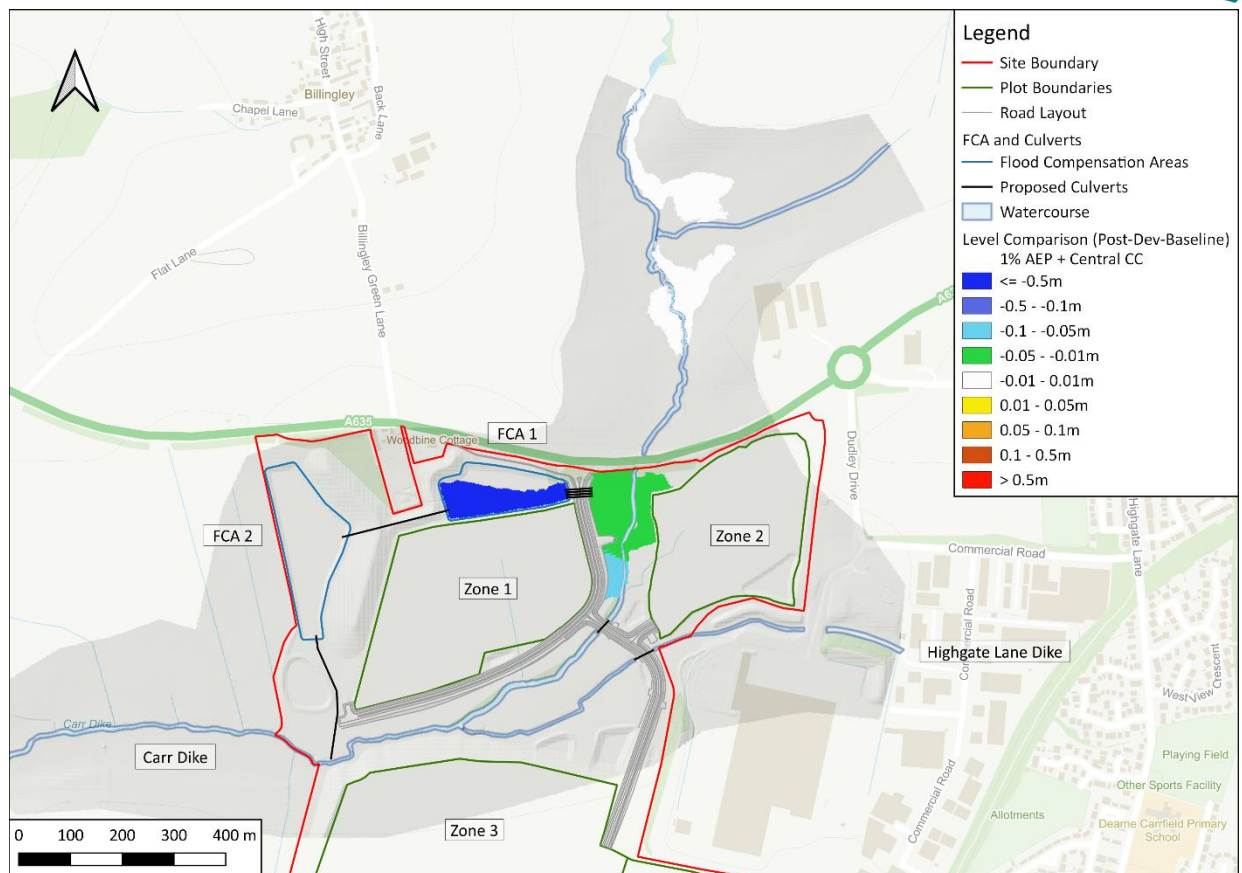 High Street
Billingley
Back Lane
Chapel Lane
Flat Lane
Billingley Green Lane
A635
Woodbine Cottage
FCA 1
FCA 2
Zone 1
Zone 2
Zone 3
Dudley Drive
Commercial Road
Highgate Lane
Highgate Lane Dike
Commercial Road
Commercial Road
West View Crescent
Carr Dike
Carr Dike
Playing Field
Other Sports Facility
Allotments
Dearne Carrfield Primary
School
0 100 200 300 400 m
Legend
Site Boundary
Plot Boundaries
Road Layout
FCA and Culverts
Flood Compensation Areas
Proposed Culverts
Watercourse
Level Comparison (Post-Dev-Baseline)
1% AEP + Central CC
<= -0.5m
-0.5 - -0.1m
-0.1 - -0.05m
-0.05 - -0.01m
-0.01 - 0.01m
0.01 - 0.05m
0.05 - 0.1m
0.1 - 0.5m
> 0.5m